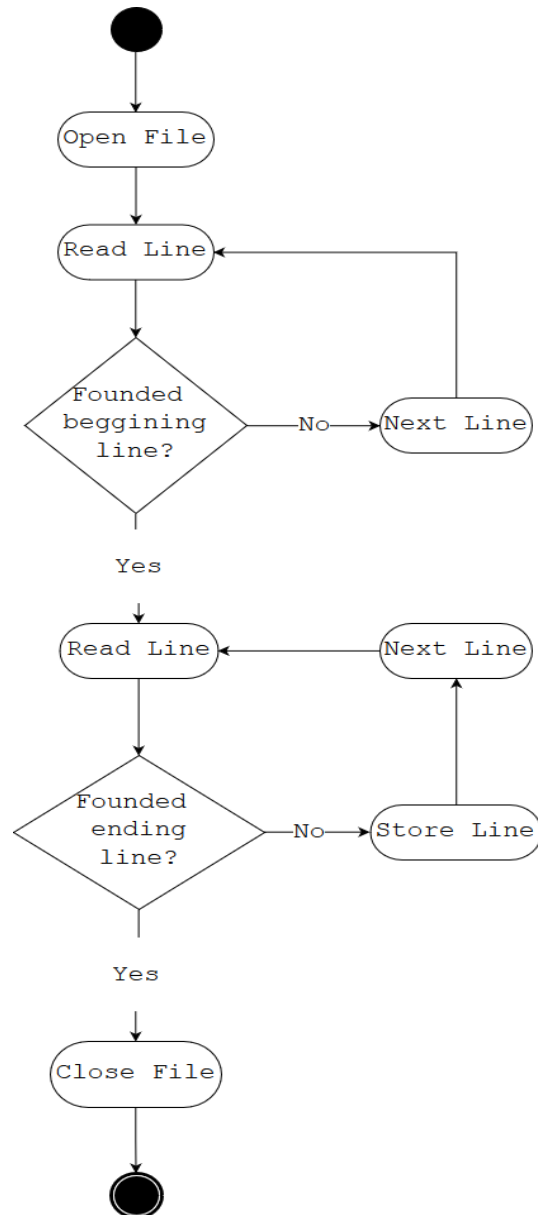 Open File
Read Line
Founded
beggining
line?
No
Next Line
Yes
Read Line
Next Line
Founded
ending
line?
No
Store Line
Yes
Close File